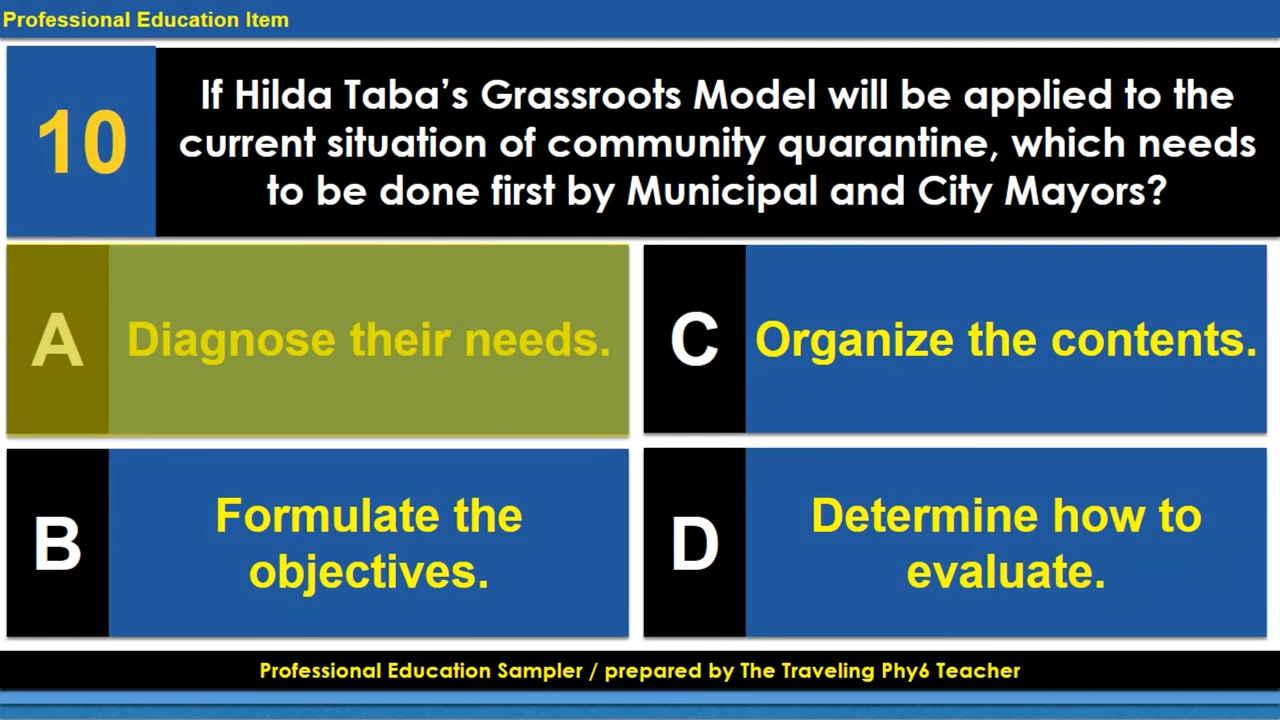 Professional Education Item
10
If Hilda Taba’s Grassroots Model will be applied to the
current situation of community quarantine, which needs
to be done first by Municipal and City Mayors?
A
Diagnose their needs.
B
Formulate the
objectives.
C
Organize the contents.
D
Determine how to
evaluate.
Professional Education Sampler / prepared by The Traveling Phy6 Teacher